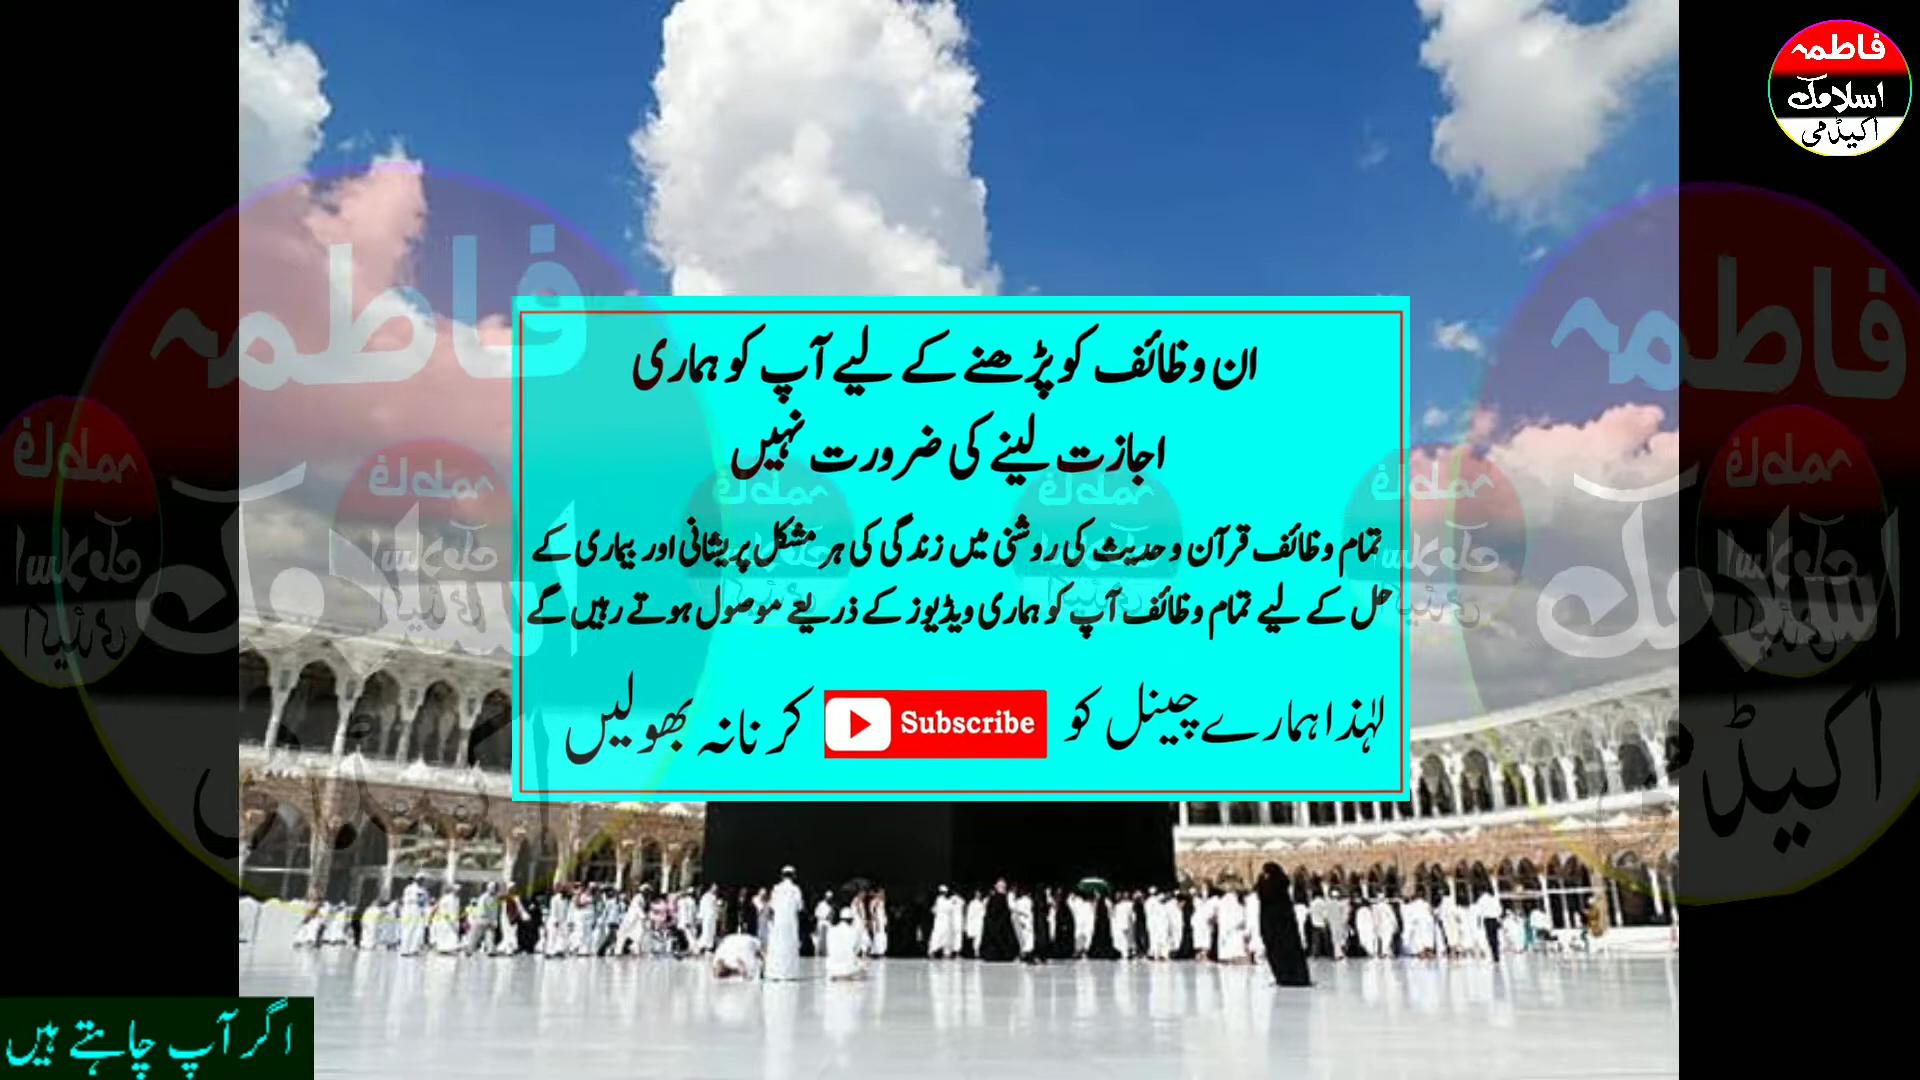 فاطمہ
اسلامک
اکیڈمی
ان وظائف کو پڑھنے کے لیے آپ کو ہماری
اجازت لینے کی ضرورت نہیں
تمام وظائف قرآن و حدیث کی روشنی میں زندگی کی ہر مشکل پریشانی اور بیماری کے
حل کے لیے تمام وظائف آپ کو ہماری ویڈیوز کے ذریعے موصول ہوتے رہیں گے
لہٰذا ہمارے چینل کو Subscribe کرنا نہ بھولیں
اگر آپ چاہتے ہیں